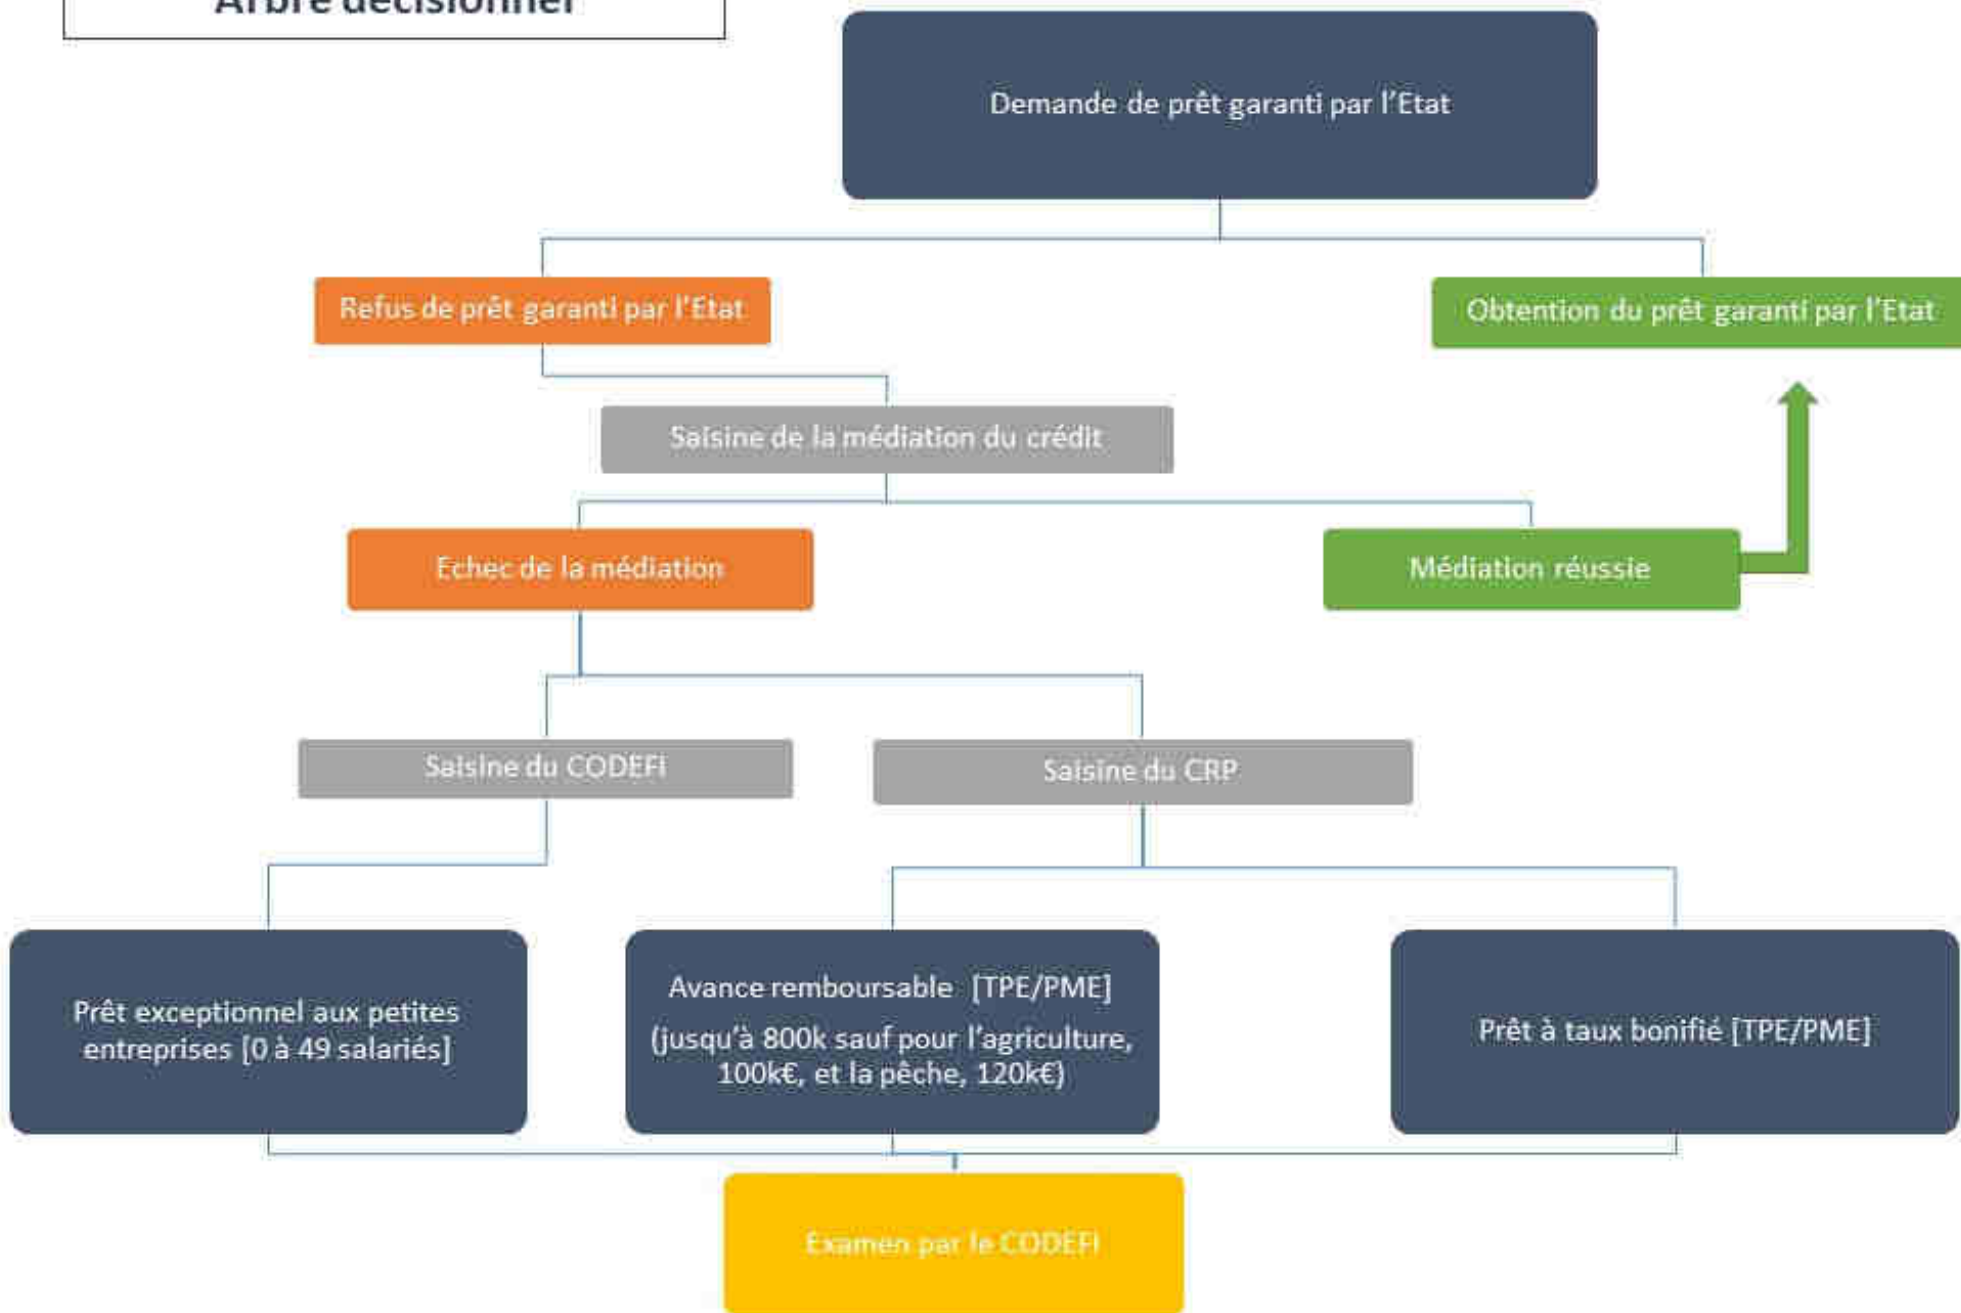 Arbre décisionnel
Demande de prêt garanti par l'Etat
Refus de prêt garanti par l'Etat
Obtention du prêt garanti par l'Etat
Saisine de la médiation du crédit
Echec de la médiation
Médiation réussie
Saisine du CODEFI
Saisine du CRP
Prêt exceptionnel aux petites
entreprises [0 à 49 salariés]
Avance remboursable [TPE/PME]
(jusqu'à 800k sauf pour l'agriculture,
100k€, et la pêche, 120k€)
Prêt à taux bonifié [TPE/PME]
Examen par le CODEFI